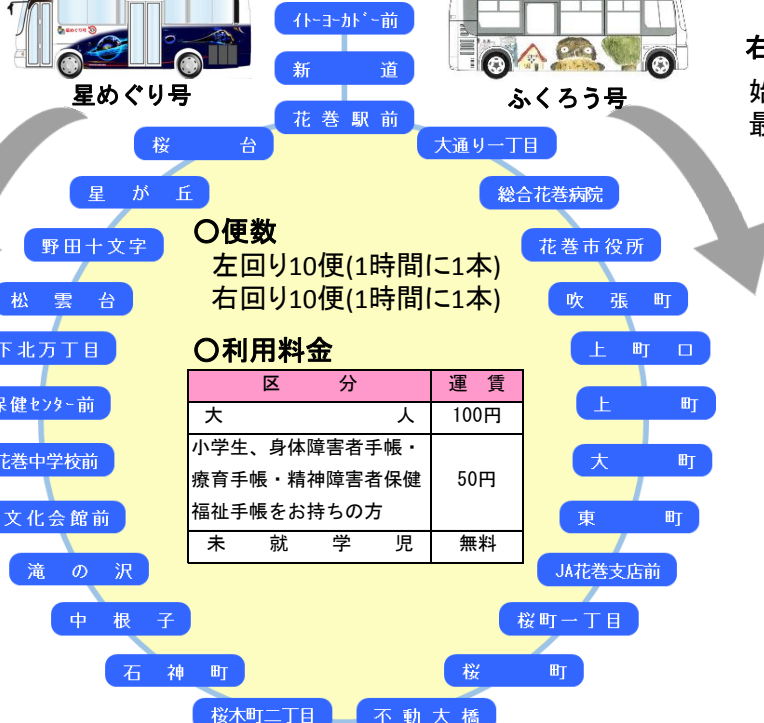 イトーヨーカドー前
新道
花巻駅前
星めぐり号
ふくろう号
右
始
最
桜台
大通り一丁目
星が丘
総合花巻病院
野田十文字
花巻市役所
松雲台
吹張町
下北万丁目
上町口
保健センター前
上町
花巻中学校前
大町
文化会館前
東町
滝の沢
JA花巻支店前
中根子
桜町一丁目
石神町
桜町
桜木町二丁目
不動大橋
〇便数
左回り10便(1時間に1本)
右回り10便(1時間に1本)
〇利用料金
区分 運賃
大人 100円
小学生、身体障害者手帳・
療育手帳・精神障害者保健 50円
福祉手帳をお持ちの方
未就学児 無料